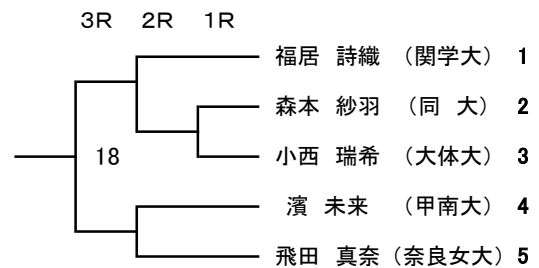 3R 2R 1R
福居 詩織 (関学大) 1
森本 紗羽 (同 大) 2
18
小西 瑞希 (大体大) 3
濱 未来 (甲南大) 4
飛田 真奈 (奈良女大) 5